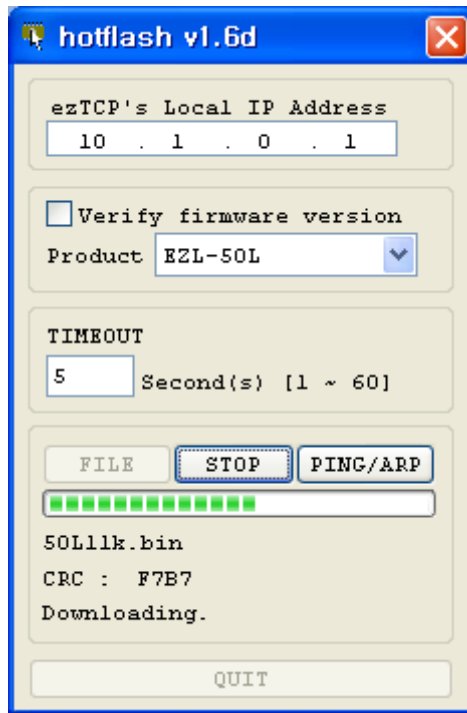 hotflash v1.6d
ezTCP's Local IP Address
10 . 1 . 0 . 1
Verify firmware version
Product EZL-50L
TIMEOUT
5 Second(s) [1 ~ 60]
FILE STOP PING/ARP
50L11k.bin
CRC : F7B7
Downloading.
QUIT